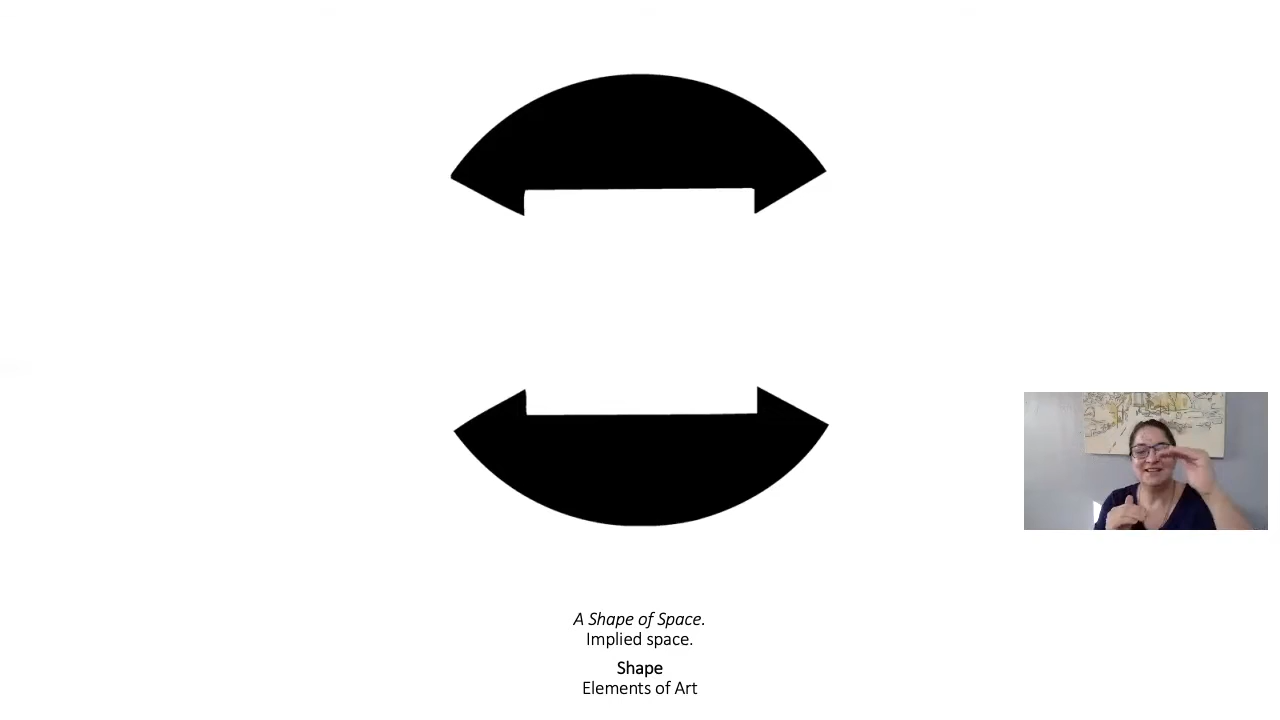 A Shape of Space.
Implied space.
Shape
Elements of Art